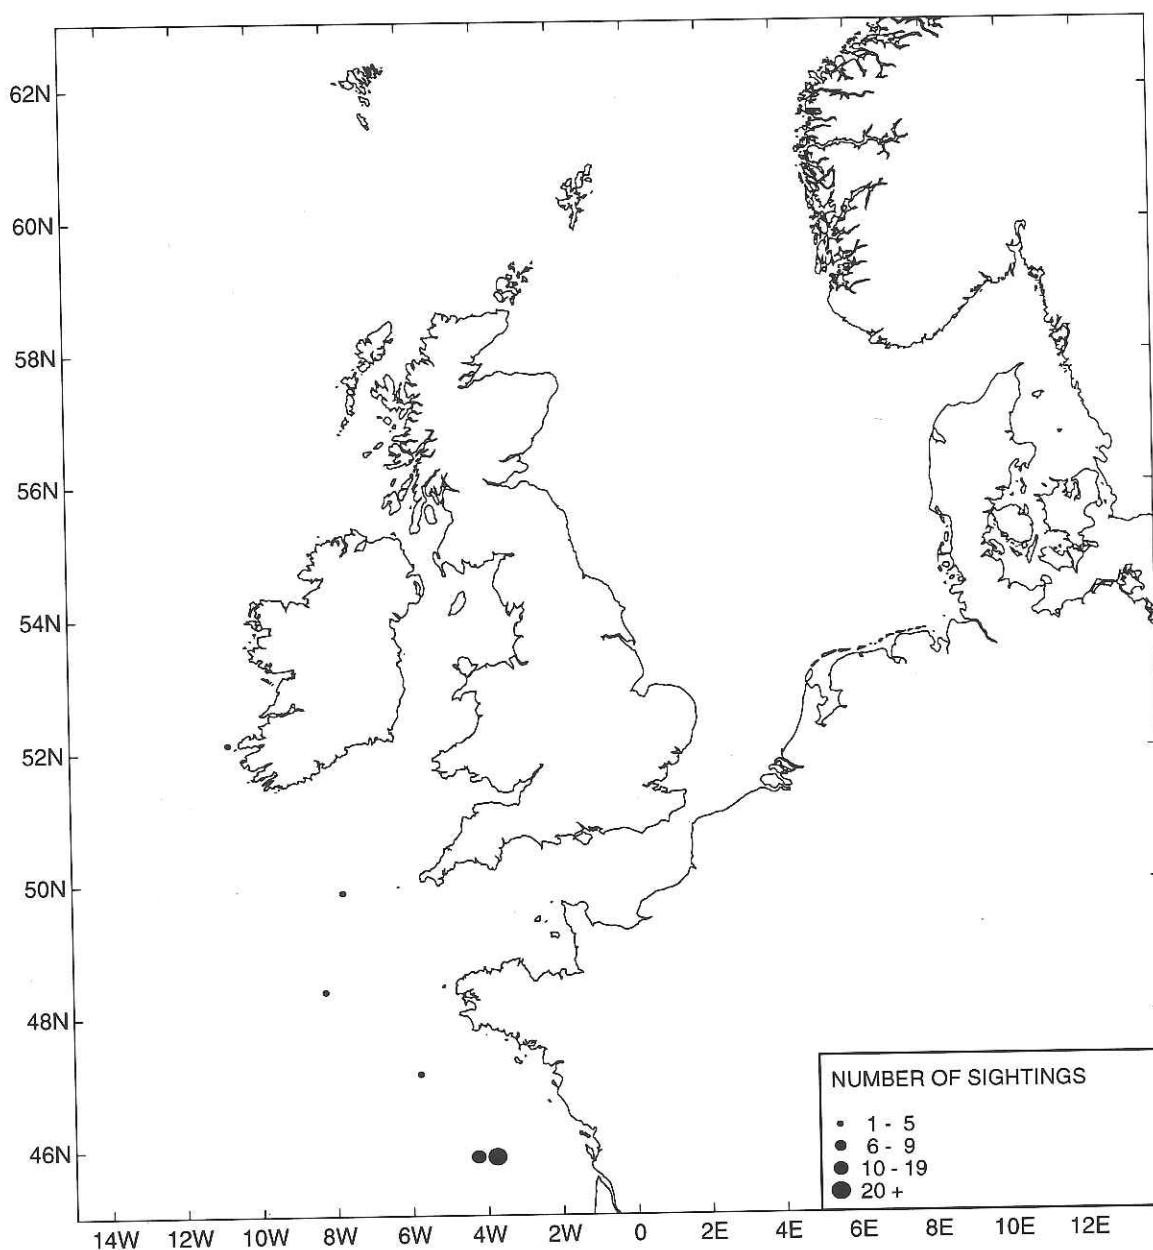 62N
60N
58N
56N
54N
52N
50N
48N
46N
NUMBER OF SIGHTINGS
1 - 5
6 - 9
10 - 19
20 +
14W 12W 10W 8W 6W 4W 2W 0 2E 4E 6E 8E 10E 12E